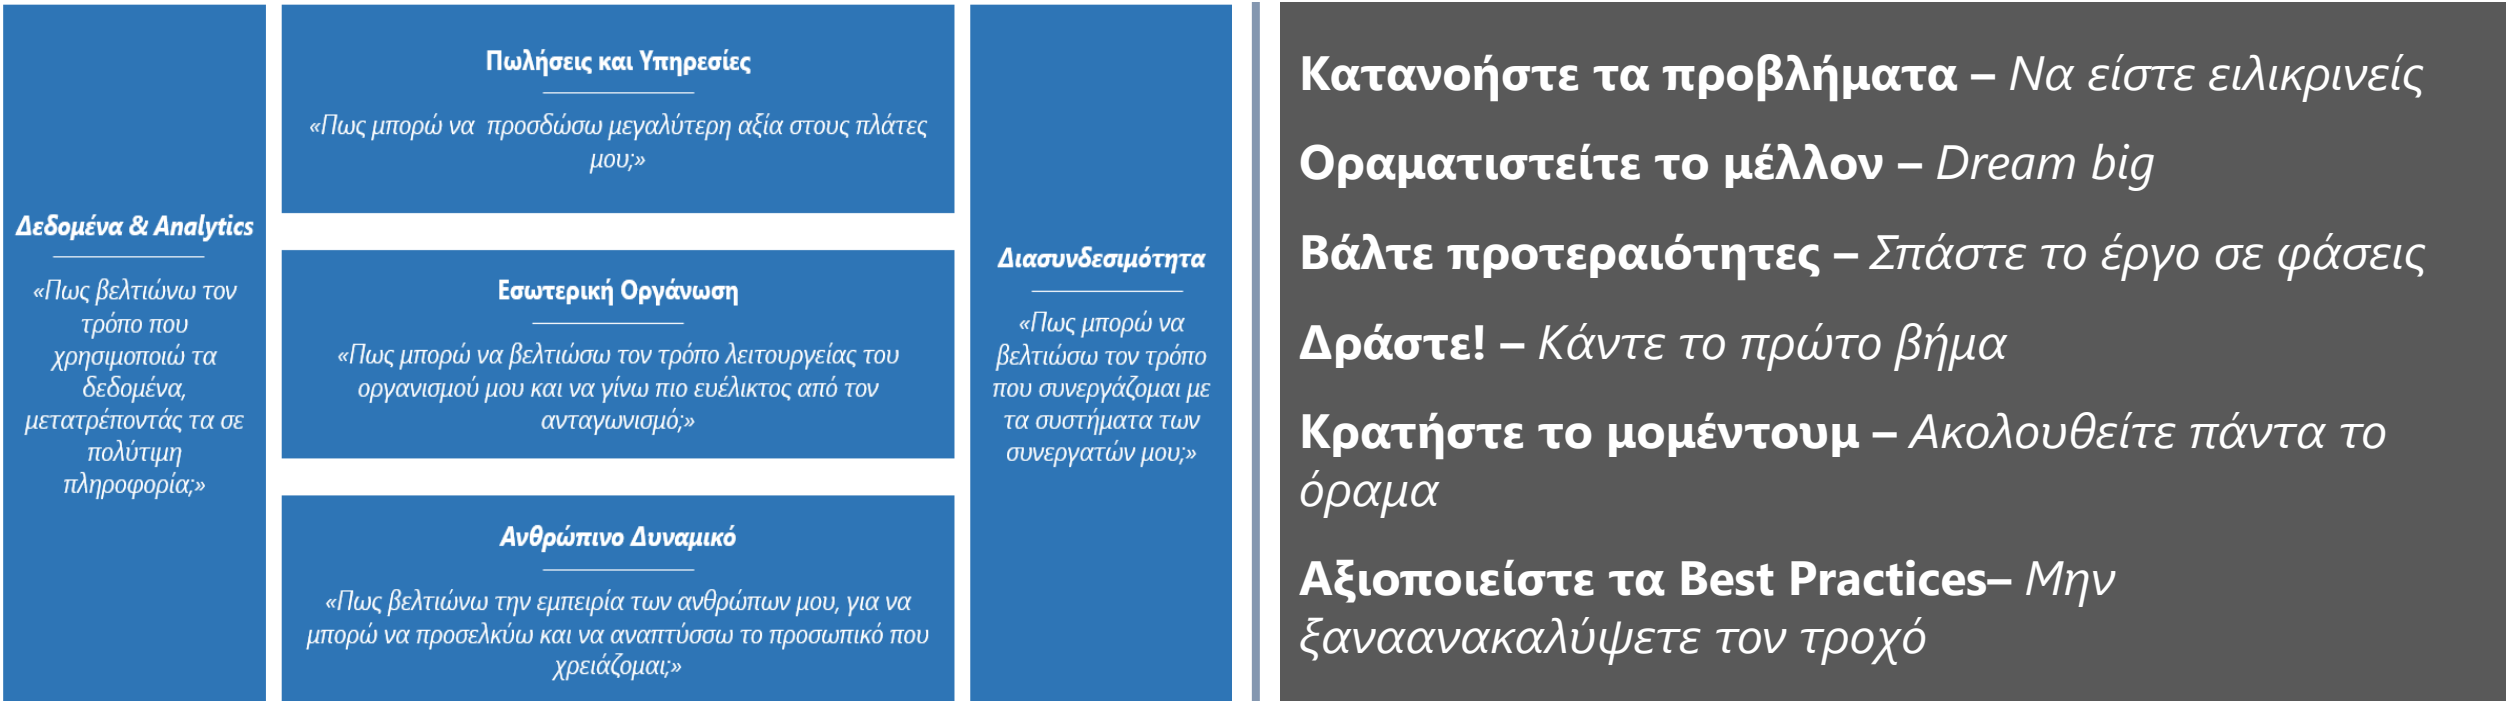 Δεδομένα & Analytics
«Πως βελτιώνω τον
τρόπο που
χρησιμοποιώ τα
δεδομένα,
μετατρέποντάς τα σε
πολύτιμη
πληροφορία;»
Πωλήσεις και Υπηρεσίες
«Πως μπορώ να προσδώσω μεγαλύτερη αξία στους πλάτες
μου;»
Εσωτερική Οργάνωση
«Πως μπορώ να βελτιώσω τον τρόπο λειτουργείας του
οργανισμού μου και να γίνω πιο ευέλικτος από τον
ανταγωνισμό;»
Ανθρώπινο Δυναμικό
«Πως βελτιώνω την εμπειρία των ανθρώπων μου, για να
μπορώ να προσελκύω και να αναπτύσσω το προσωπικό που
χρειάζομαι;»
Διασυνδεσιμότητα
«Πως μπορώ να
βελτιώσω τον τρόπο
που συνεργάζομαι με
τα συστήματα των
συνεργατών μου;»
Κατανοήστε τα προβλήματα – Να είστε ειλικρινείς
Οραματιστείτε το μέλλον – Dream big
Βάλτε προτεραιότητες – Σπάστε το έργο σε φάσεις
Δράστε! – Κάντε το πρώτο βήμα
Κρατήστε το μομέντουμ – Ακολουθείτε πάντα το
όραμα
Αξιοποιείστε τα Best Practices– Μην
ξαναανακαλύψετε τον τροχό